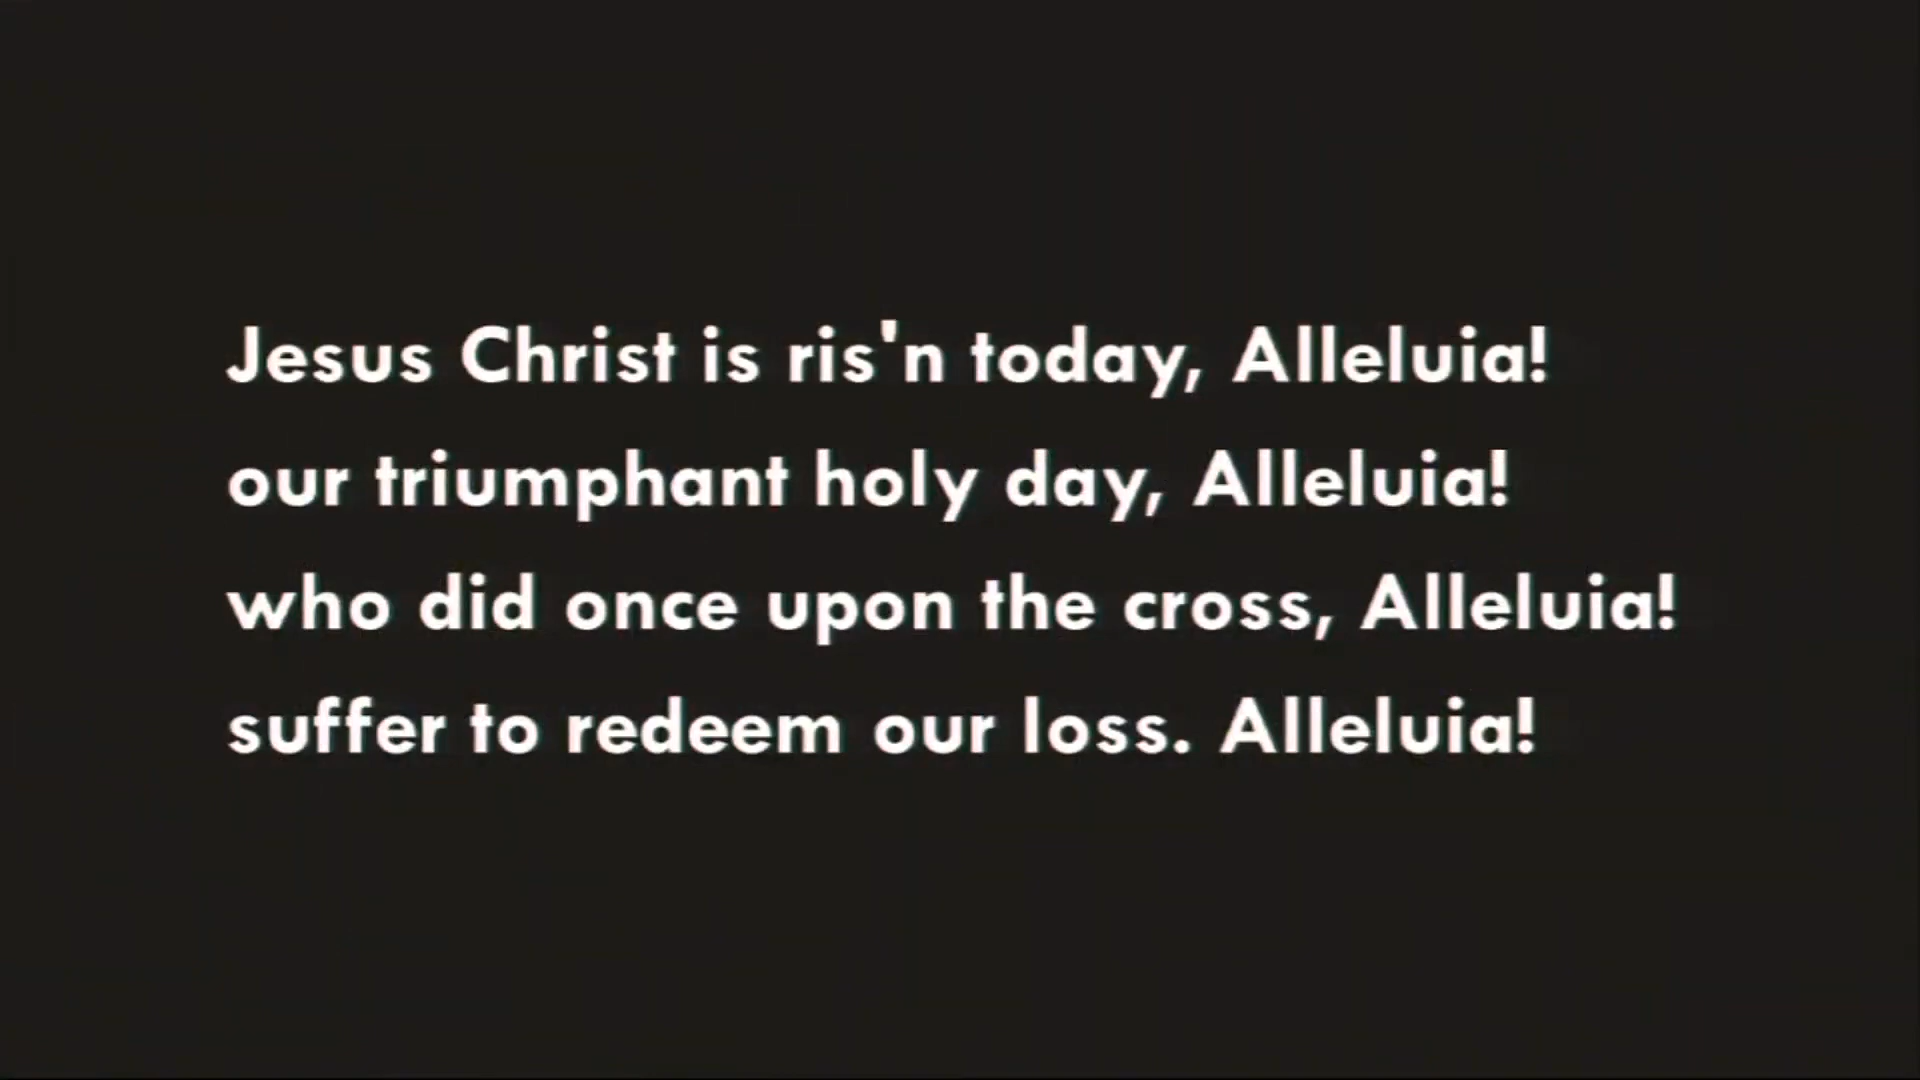 Jesus Christ is ris'n today, Alleluia!
our triumphant holy day, Alleluia!
who did once upon the cross, Alleluia!
suffer to redeem our loss. Alleluia!